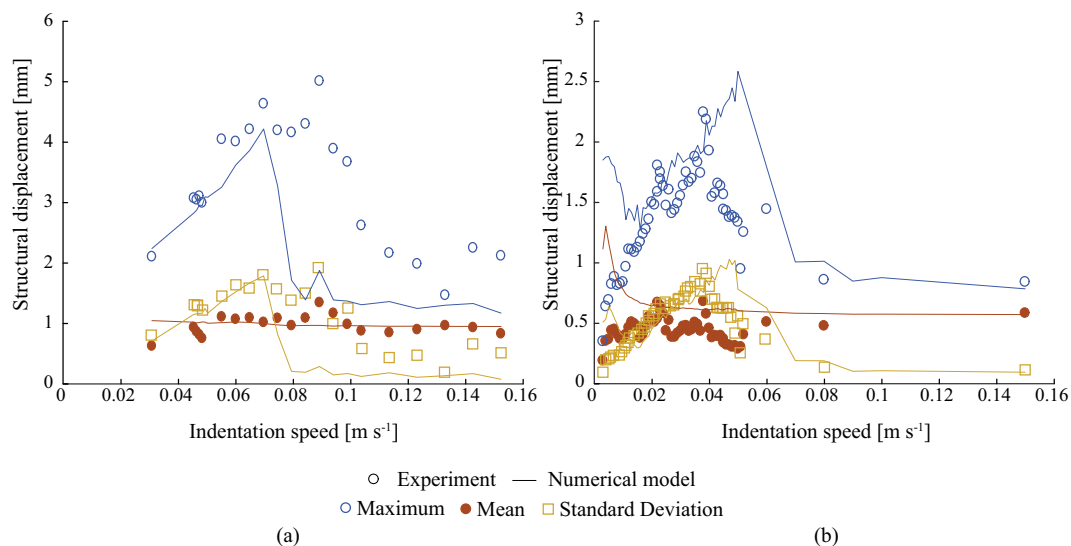 6
5
4
3
2
1
0
Structural displacement [mm]
0 0.02 0.04 0.06 0.08 0.10 0.12 0.14 0.16
Indentation speed [m s⁻¹]
3
2.5
2
1.5
1
0.5
0
Structural displacement [mm]
0 0.02 0.04 0.06 0.08 0.10 0.12 0.14 0.16
Indentation speed [m s⁻¹]
Experiment Numerical model
Maximum Mean Standard Deviation
(a) (b)